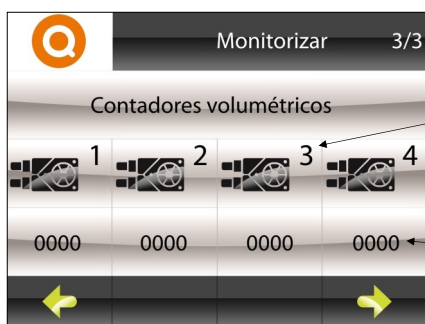 Monitorizar 3/3
Contadores volumétricos
1 2 3 4
0000 0000 0000 0000